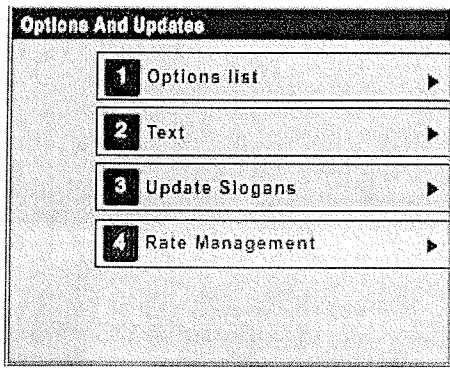 Options And Updates
1 Options list
2 Text
3 Update Slogans
4 Rate Management